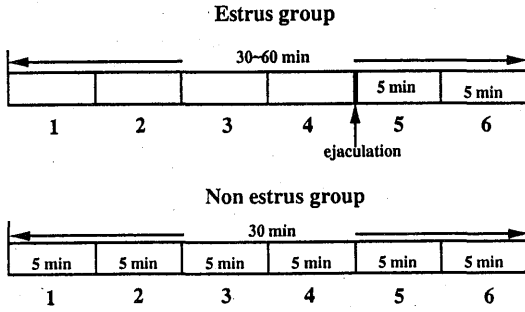 Estrus group
30~60 min
5 min 5 min
1 2 3 4 5 6
ejaculation
Non estrus group
30 min
5 min 5 min 5 min 5 min 5 min 5 min
1 2 3 4 5 6